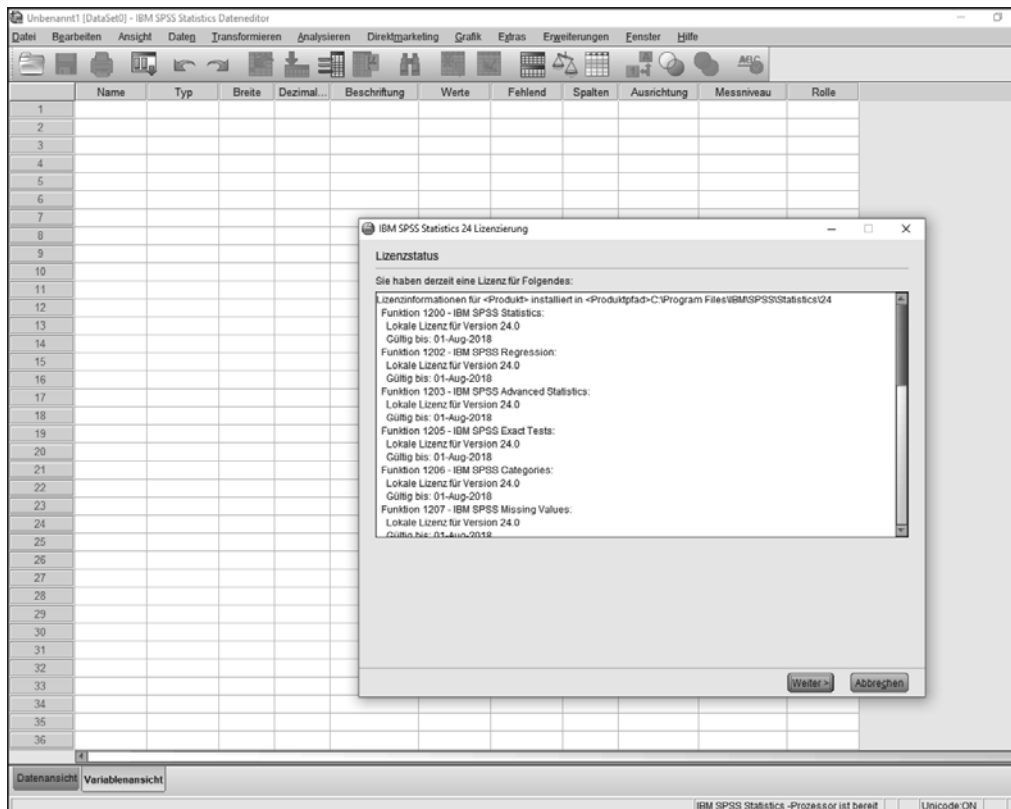 Unbenannt1 [DataSet0] - IBM SPSS Statistics Dateneditor
Datei Bearbeiten Ansicht Daten Transformieren Analysieren Direktmarketing Grafik Extras Erweiterungen Fenster Hilfe
Name Typ Breite Dezimal... Beschriftung Werte Fehlend Spalten Ausrichtung Messniveau Rolle
1
2
3
4
5
6
7
8
9
10
11
12
13
14
15
16
17
18
19
20
21
22
23
24
25
26
27
28
29
30
31
32
33
34
35
36
IBM SPSS Statistics 24 Lizenzierung
Lizenzstatus
Sie haben derzeit eine Lizenz für Folgendes:
Lizenzinformationen für <Produkt> installiert in <Produktpfad>C:\Program Files\IBM\SPSS\Statistics\24
Funktion 1200 - IBM SPSS Statistics:
Lokale Lizenz für Version 24.0
Gültig bis: 01-Aug-2018
Funktion 1202 - IBM SPSS Regression:
Lokale Lizenz für Version 24.0
Gültig bis: 01-Aug-2018
Funktion 1203 - IBM SPSS Advanced Statistics:
Lokale Lizenz für Version 24.0
Gültig bis: 01-Aug-2018
Funktion 1205 - IBM SPSS Exact Tests:
Lokale Lizenz für Version 24.0
Gültig bis: 01-Aug-2018
Funktion 1206 - IBM SPSS Categories:
Lokale Lizenz für Version 24.0
Gültig bis: 01-Aug-2018
Funktion 1207 - IBM SPSS Missing Values:
Lokale Lizenz für Version 24.0
Gültig bis: 01-Aug-2018
Weiter > Abbrechen
Datenansicht Variablenansicht
IBM SPSS Statistics -Prozessor ist bereit Unicode:ON